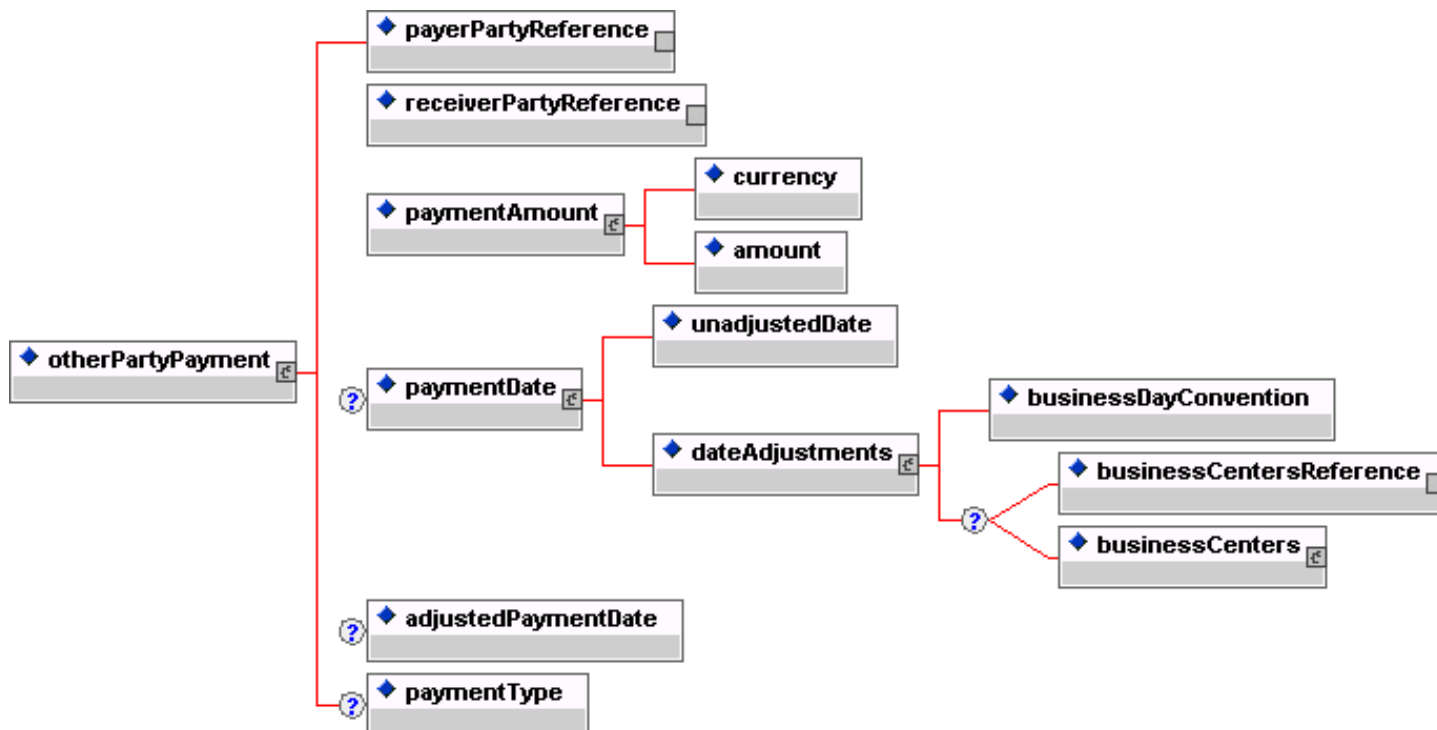 payerPartyReference
receiverPartyReference
currency
paymentAmount
amount
unadjustedDate
otherPartyPayment
? paymentDate
businessDayConvention
dateAdjustments
businessCentersReference
?
businessCenters
? adjustedPaymentDate
? paymentType